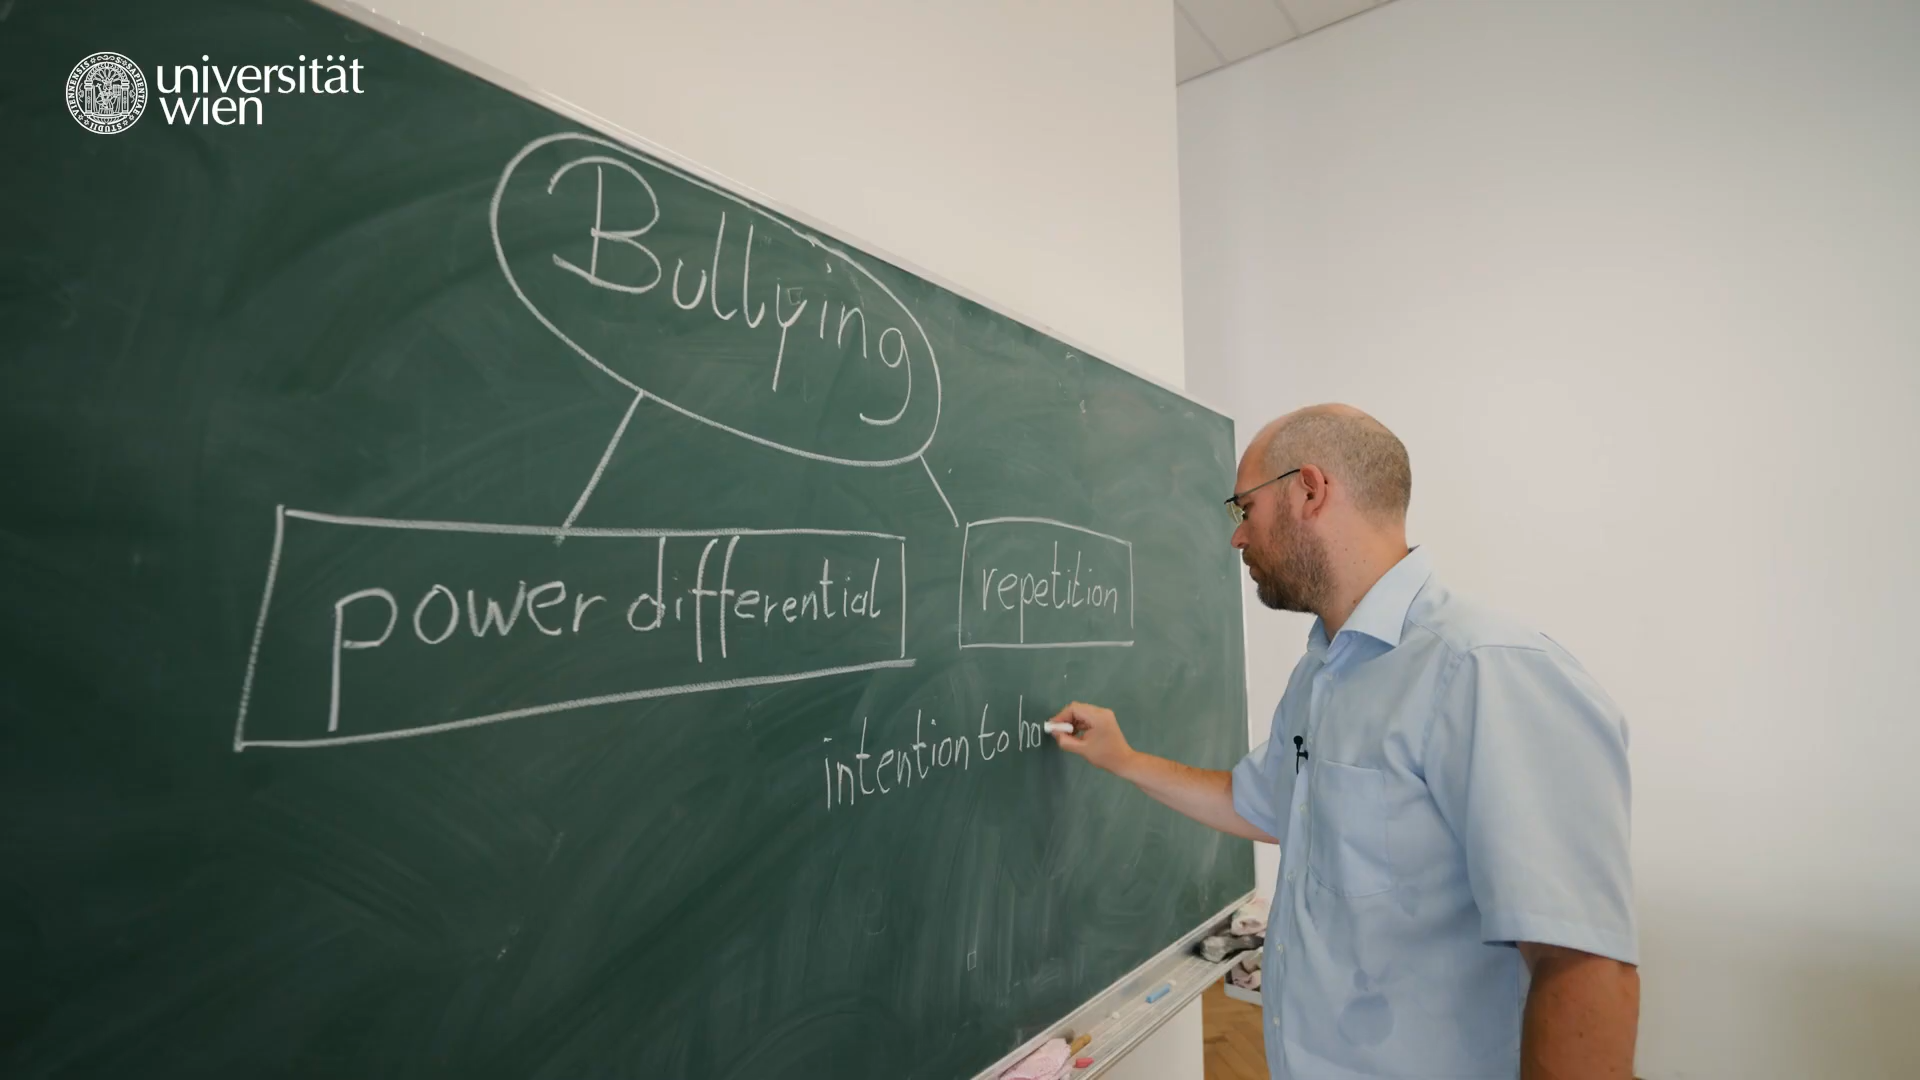 universität
wien
Bullying
power differential
repetition
intention to ha